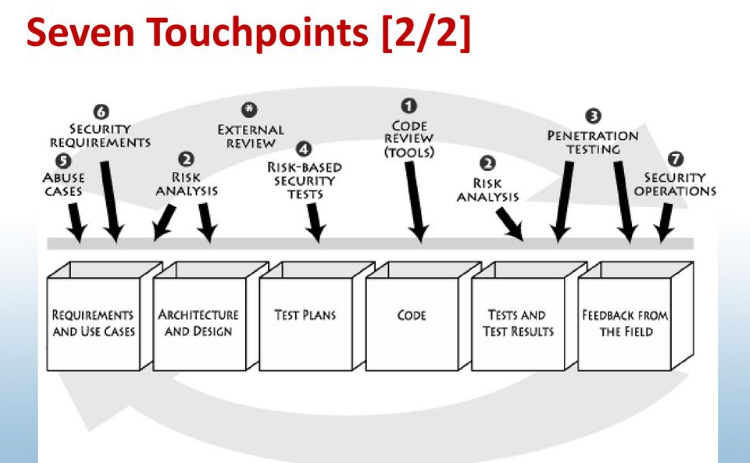 Seven Touchpoints [2/2]
6
SECURITY
REQUIREMENTS
5
ABUSE
CASES
2
RISK
ANALYSIS
*
EXTERNAL
REVIEW
4
RISK-BASED
SECURITY
TESTS
1
CODE
REVIEW
(TOOLS)
2
RISK
ANALYSIS
3
PENETRATION
TESTING
7
SECURITY
OPERATIONS
REQUIREMENTS
AND USE CASES
ARCHITECTURE
AND DESIGN
TEST PLANS
CODE
TESTS AND
TEST RESULTS
FEEDBACK FROM
THE FIELD